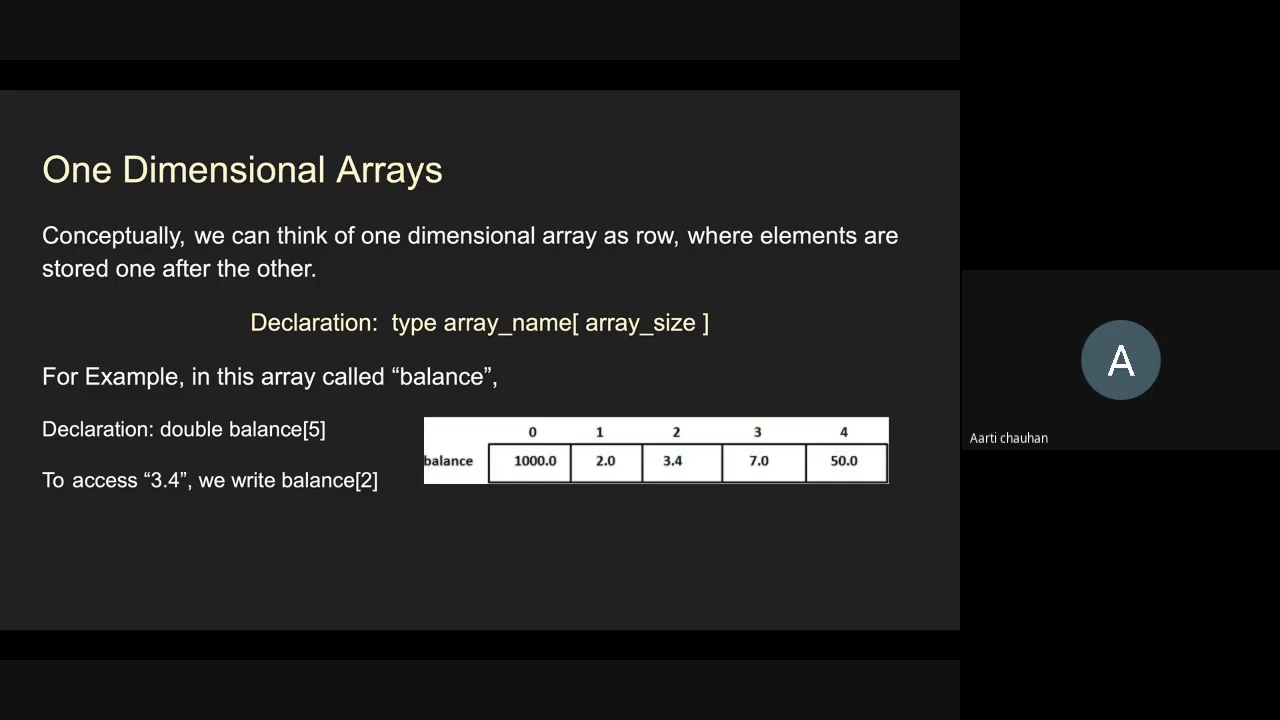 One Dimensional Arrays
Conceptually, we can think of one dimensional array as row, where elements are
stored one after the other.
Declaration: type array_name[ array_size ]
For Example, in this array called “balance”,
Declaration: double balance[5]
To access “3.4”, we write balance[2]
0 1 2 3 4
balance 1000.0 2.0 3.4 7.0 50.0
A
Aarti chauhan